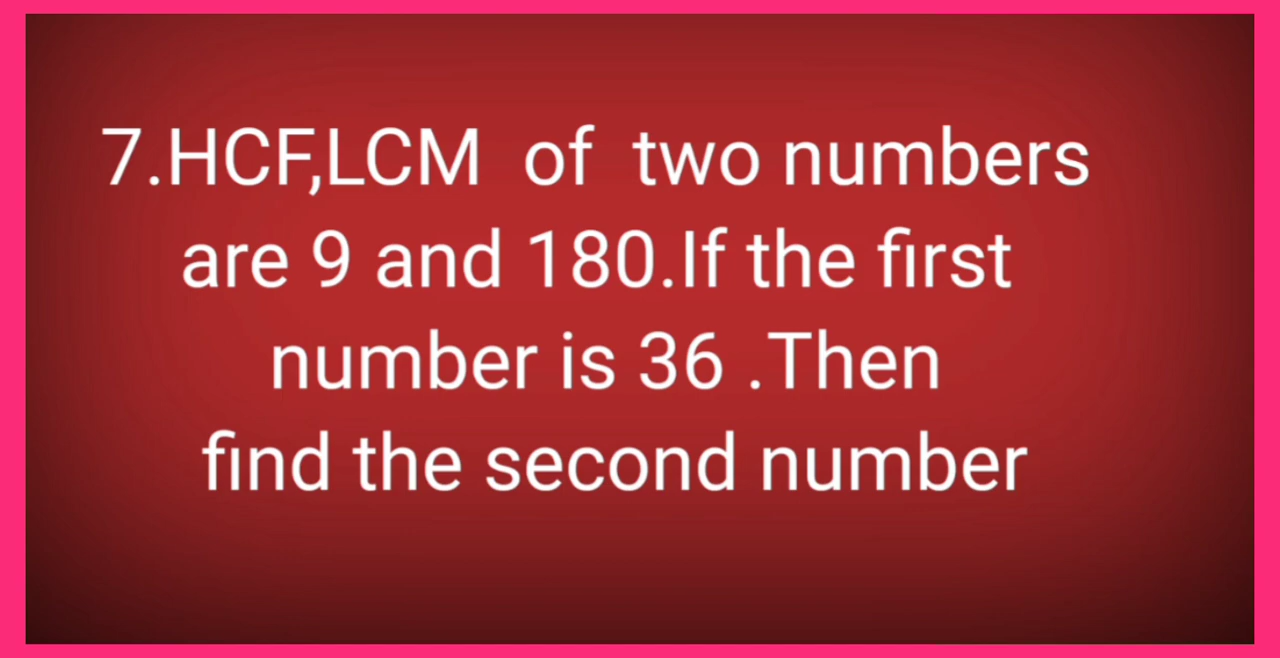 7.HCF,LCM of two numbers
are 9 and 180.If the first
number is 36 .Then
find the second number